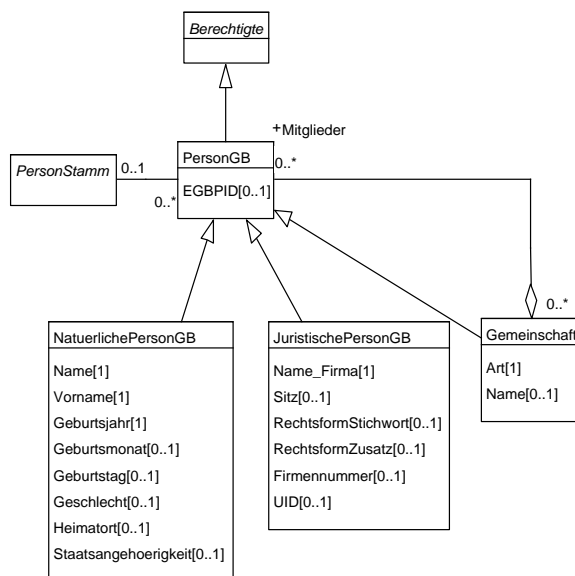 Berechtigte
+Mitglieder
PersonStamm
0..1
PersonGB
0..*
EGBPID[0..1]
0..*
0..*
NatuerlichePersonGB
Name[1]
Vorname[1]
Geburtsjahr[1]
Geburtsmonat[0..1]
Geburtstag[0..1]
Geschlecht[0..1]
Heimatort[0..1]
Staatsangehoerigkeit[0..1]
JuristischePersonGB
Name_Firma[1]
Sitz[0..1]
RechtsformStichwort[0..1]
RechtsformZusatz[0..1]
Firmennummer[0..1]
UID[0..1]
Gemeinschaft
Art[1]
Name[0..1]